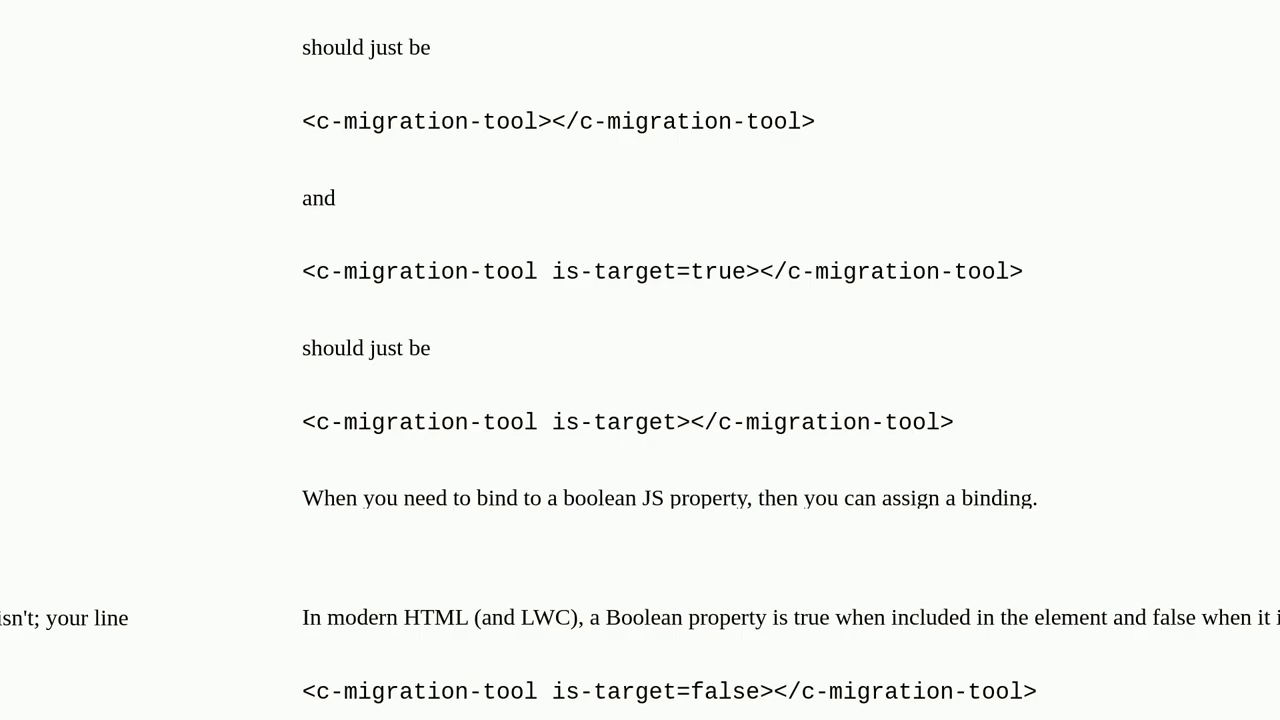 should just be
<c-migration-tool></c-migration-tool>
and
<c-migration-tool is-target=true></c-migration-tool>
should just be
<c-migration-tool is-target></c-migration-tool>
When you need to bind to a boolean JS property, then you can assign a binding.
isn't; your line
In modern HTML (and LWC), a Boolean property is true when included in the element and false when it
<c-migration-tool is-target=false></c-migration-tool>